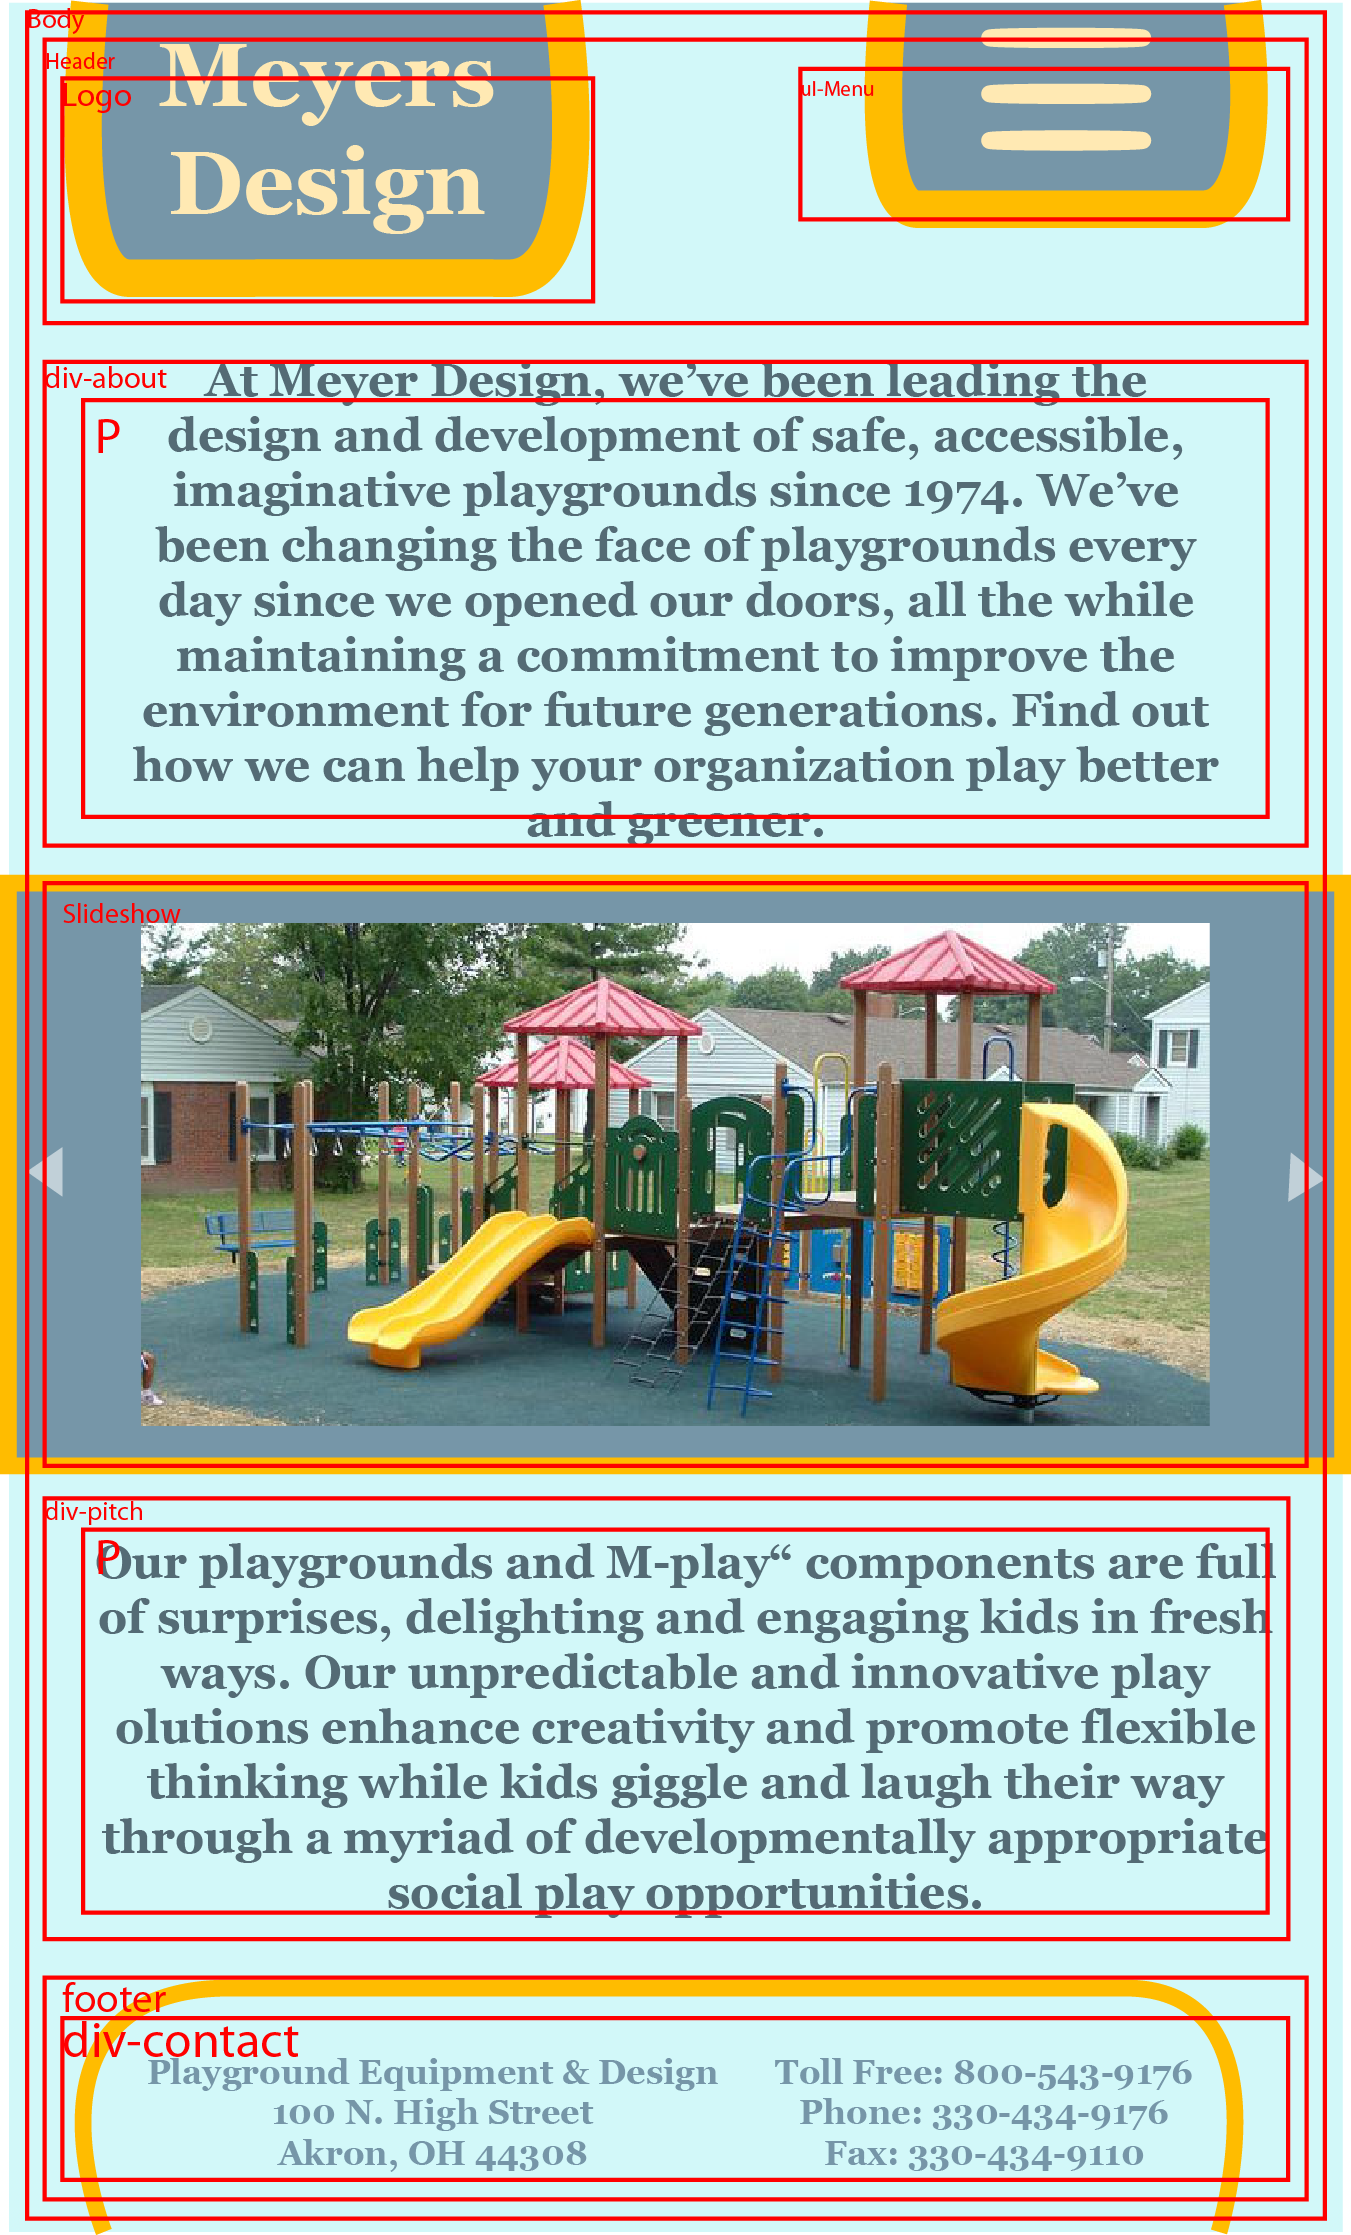 Body
Header
Logo
Meyers
Design
ul-Menu
div-about
At Meyer Design, we’ve been leading the
P
design and development of safe, accessible,
imaginative playgrounds since 1974. We’ve
been changing the face of playgrounds every
day since we opened our doors, all the while
maintaining a commitment to improve the
environment for future generations. Find out
how we can help your organization play better
and greener.
Slideshow
div-pitch
P
Our playgrounds and M-play“ components are full
of surprises, delighting and engaging kids in fresh
ways. Our unpredictable and innovative play
olutions enhance creativity and promote flexible
thinking while kids giggle and laugh their way
through a myriad of developmentally appropriate
social play opportunities.
footer
div-contact
Playground Equipment & Design
100 N. High Street
Akron, OH 44308
Toll Free: 800-543-9176
Phone: 330-434-9176
Fax: 330-434-9110